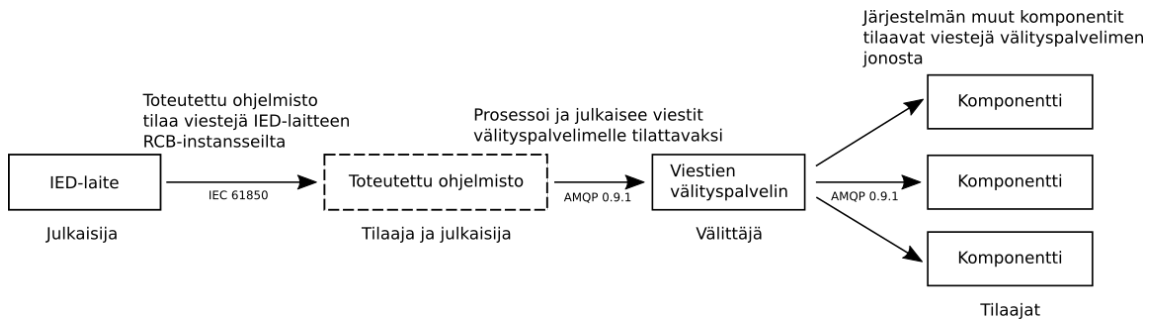 Järjestelmän muut komponentit
tilaavat viestejä välityspalvelimen
jonosta
Toteutettu ohjelmisto
tilaa viestejä IED-laitteen
RCB-instansseilta
Prosessoi ja julkaisee viestit
välityspalvelimelle tilattavaksi
IED-laite
IEC 61850
Toteutettu ohjelmisto
AMQP 0.9.1
Viestien
välityspalvelin
AMQP 0.9.1
Komponentti
Komponentti
Komponentti
Julkaisija
Tilaaja ja julkaisija
Välittäjä
Tilaajat